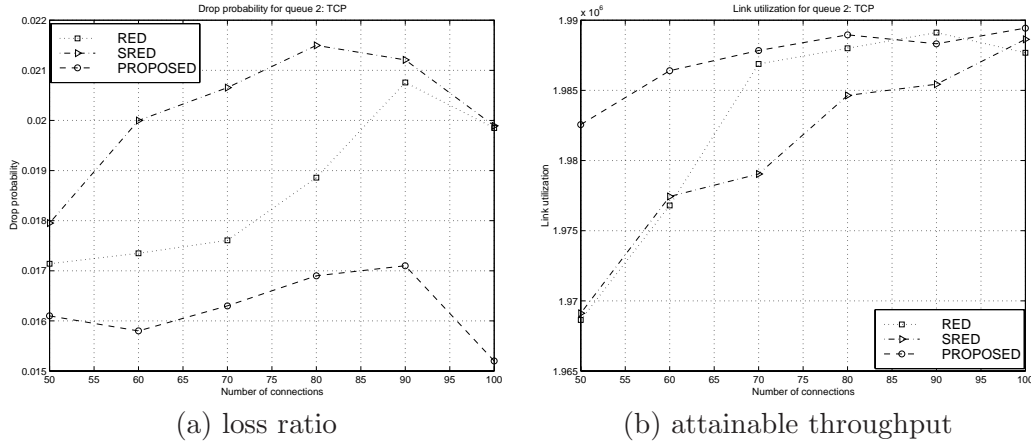 Drop probability for queue 2: TCP
0.022
0.021
0.02
0.019
0.018
0.017
0.016
0.015
Drop probability
RED
SRED
PROPOSED
50 55 60 65 70 75 80 85 90 95 100
Number of connections
(a) loss ratio
Link utilization for queue 2: TCP
x 10^6
1.99
1.985
1.98
1.975
1.97
1.965
Link utilization
RED
SRED
PROPOSED
50 55 60 65 70 75 80 85 90 95 100
Number of connections
(b) attainable throughput